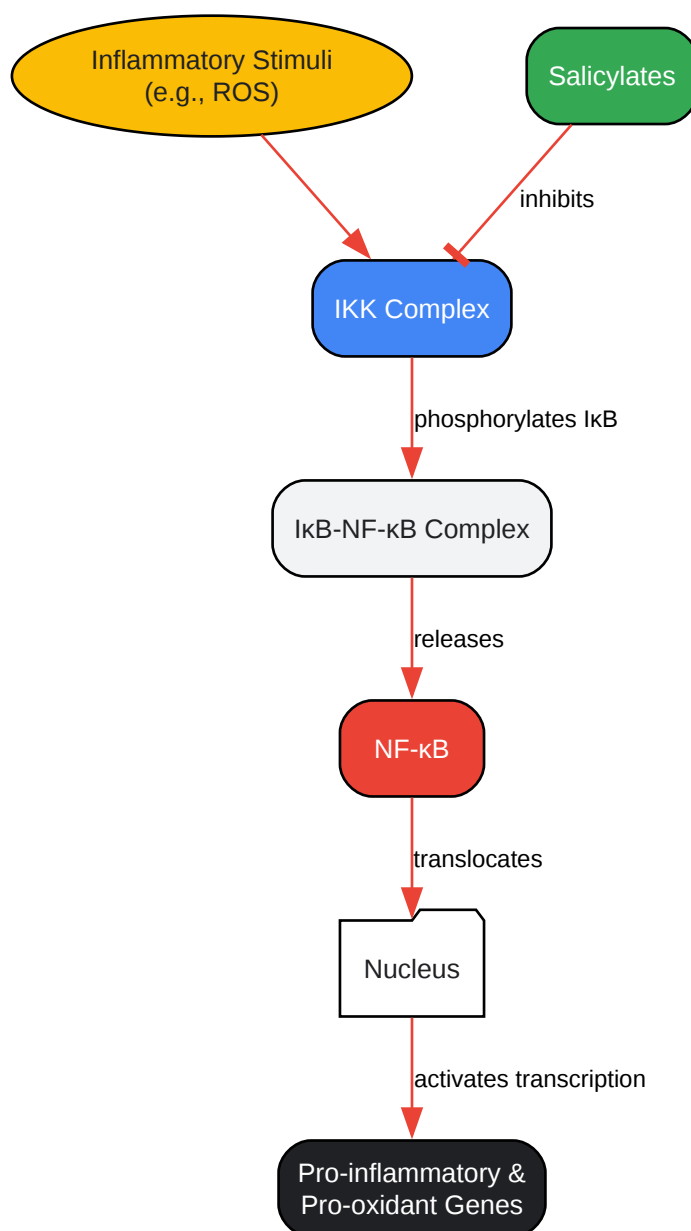 Inflammatory Stimuli
(e.g., ROS)
Salicylates
inhibits
IKK Complex
phosphorylates IκB
IκB-NF-κB Complex
releases
NF-κB
translocates
Nucleus
activates transcription
Pro-inflammatory &
Pro-oxidant Genes